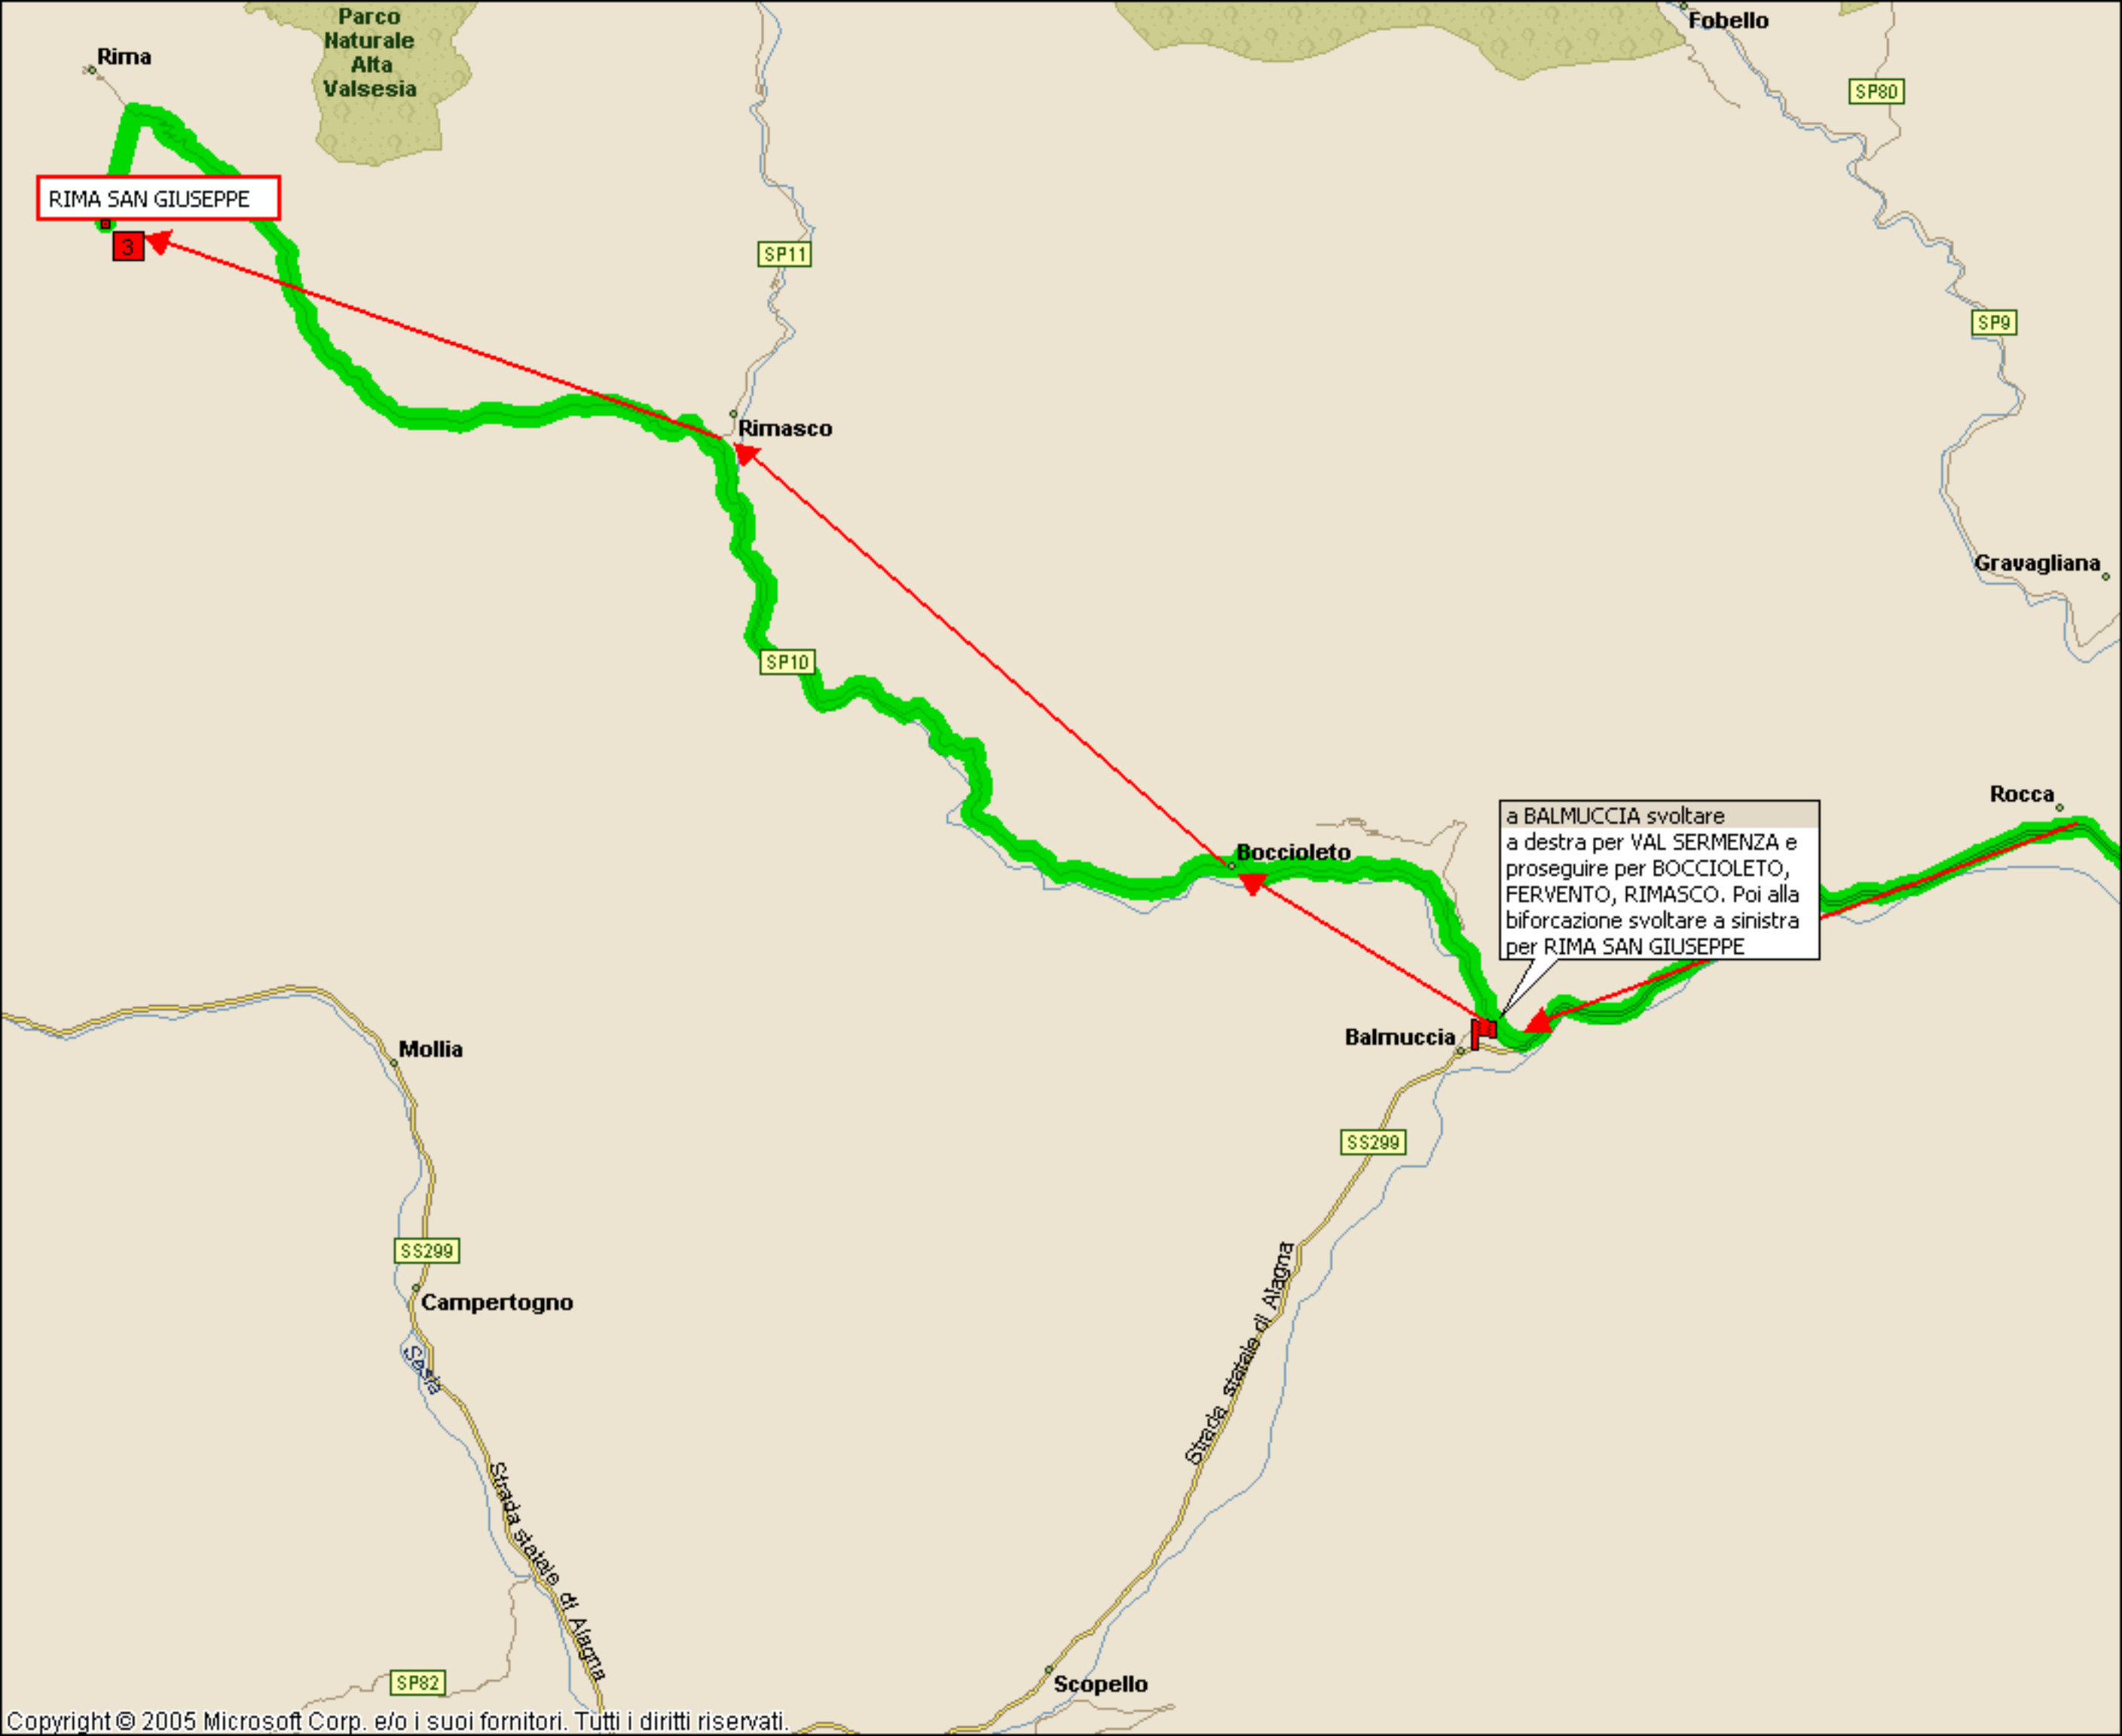 Parco
Naturale
Alta
Valsesia
Fobello
Rima
SP80
RIMA SAN GIUSEPPE
3
SP11
SP9
Rimasco
Gravagliana
SP10
Rocca
a BALMUCCIA svoltare
a destra per VAL SERMENZA e
proseguire per BOCCIOLETO,
FERVENTO, RIMASCO. Poi alla
biforcazione svoltare a sinistra
per RIMA SAN GIUSEPPE
Boccioleto
Balmuccia
Mollia
SS299
SS299
Campertogno
Strada statale di Alagna
Sesia
Strada statale di Alagna
SP82
Scopello
Copyright © 2005 Microsoft Corp. e/o i suoi fornitori. Tutti i diritti riservati.